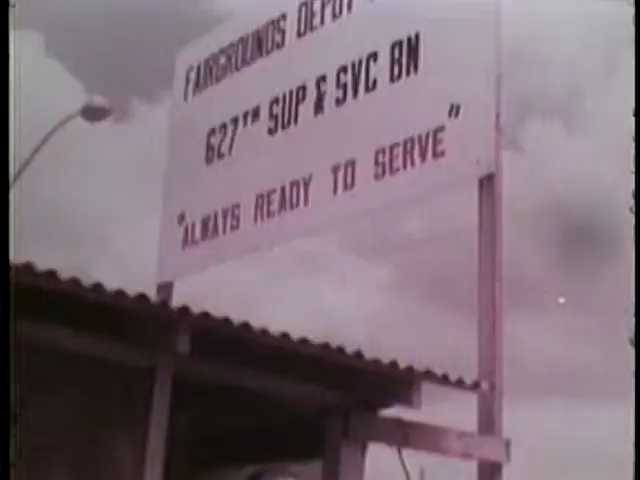 FAIRGROUNDS DEPOT
627TH SUP & SVC BN
"ALWAYS READY TO SERVE"